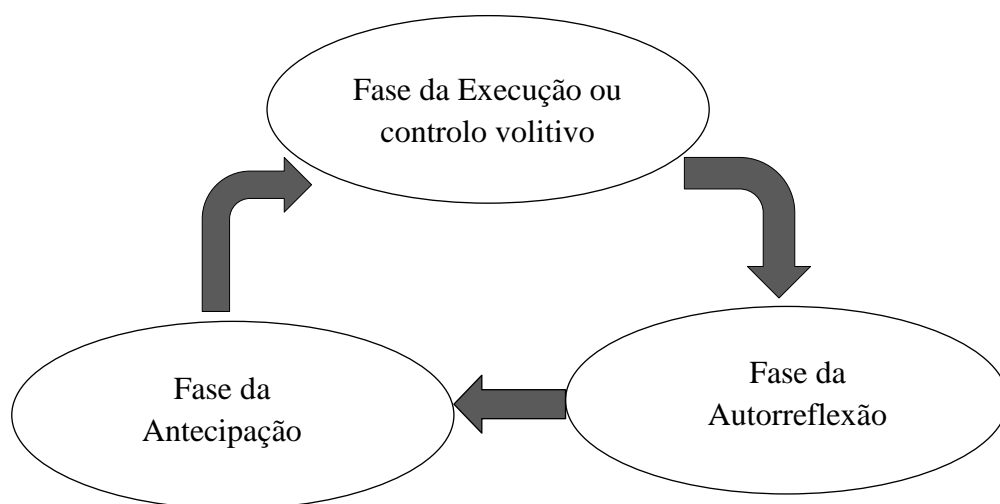 Fase da Execução ou
controlo volitivo
Fase da
Antecipação
Fase da
Autorreflexão